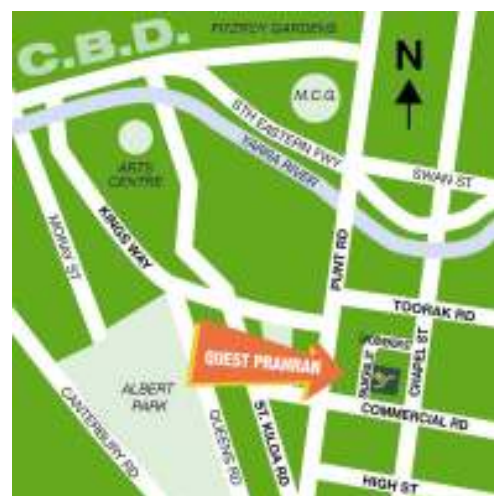 C.B.D.
FITZROY GARDENS
N
M.C.G.
STH EASTERN FWY
YARRA RIVER
SWAN ST
ARTS
CENTRE
MORAY ST
KINGS WAY
PUNT RD
TOORAK RD
CHAPEL ST
QUEST PRAHRAN
ALBERT
PARK
CANTERBURY RD
QUEENS RD
ST. KILDA RD
COMMERCIAL RD
HIGH ST